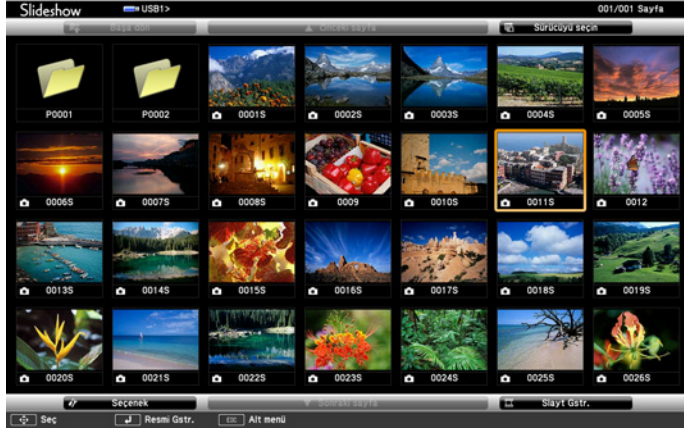 Slideshow USB1> 001/001 Sayfa
Başa dön Önceki sayfa Sürücüyü seçin
P0001 P0002 0001S 0002S 0003S 0004S 0005S
0006S 0007S 0008S 0009 0010S 0011S 0012
0013S 0014S 0015S 0016S 0017S 0018S 0019S
0020S 0021S 0022S 0023S 0024S 0025S 0026S
Seçenek Sonraki sayfa Slayt Gstr.
Seç Resmi Gstr. ESC Alt menü